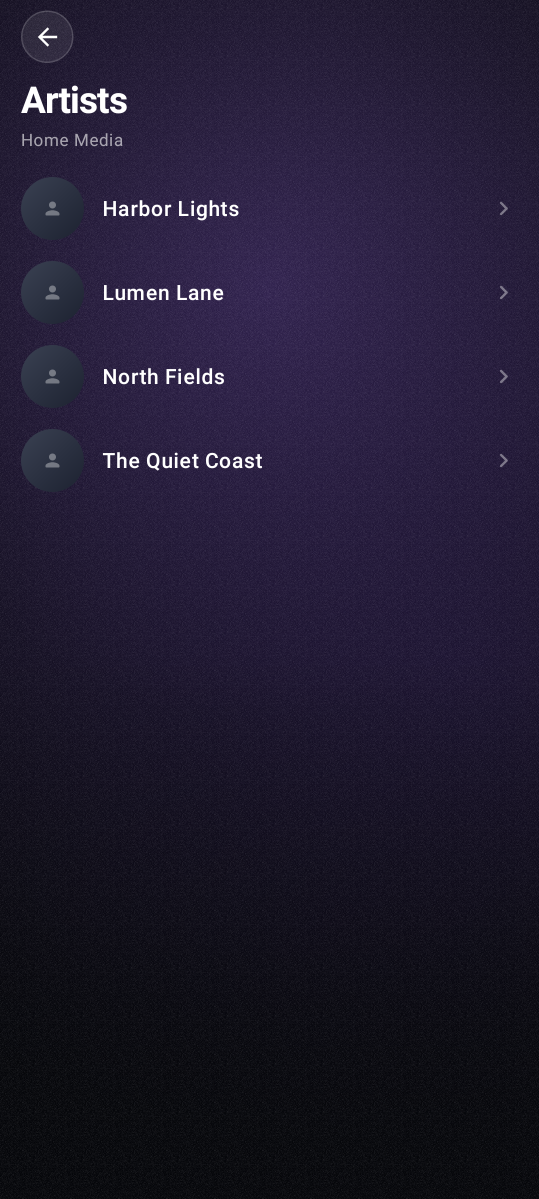 Artists
Home Media
Harbor Lights
Lumen Lane
North Fields
The Quiet Coast